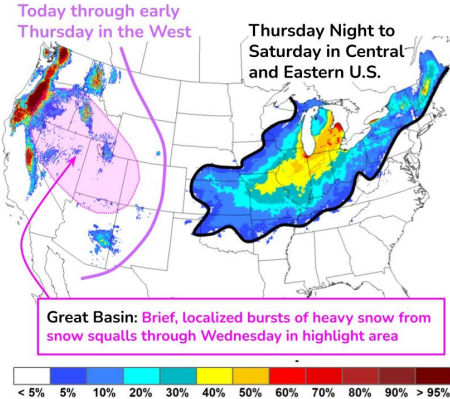 Today through early
Thursday in the West
Thursday Night to
Saturday in Central
and Eastern U.S.
Great Basin: Brief, localized bursts of heavy snow from
snow squalls through Wednesday in highlight area
< 5% 5% 10% 20% 30% 40% 50% 60% 70% 80% 90% > 95%